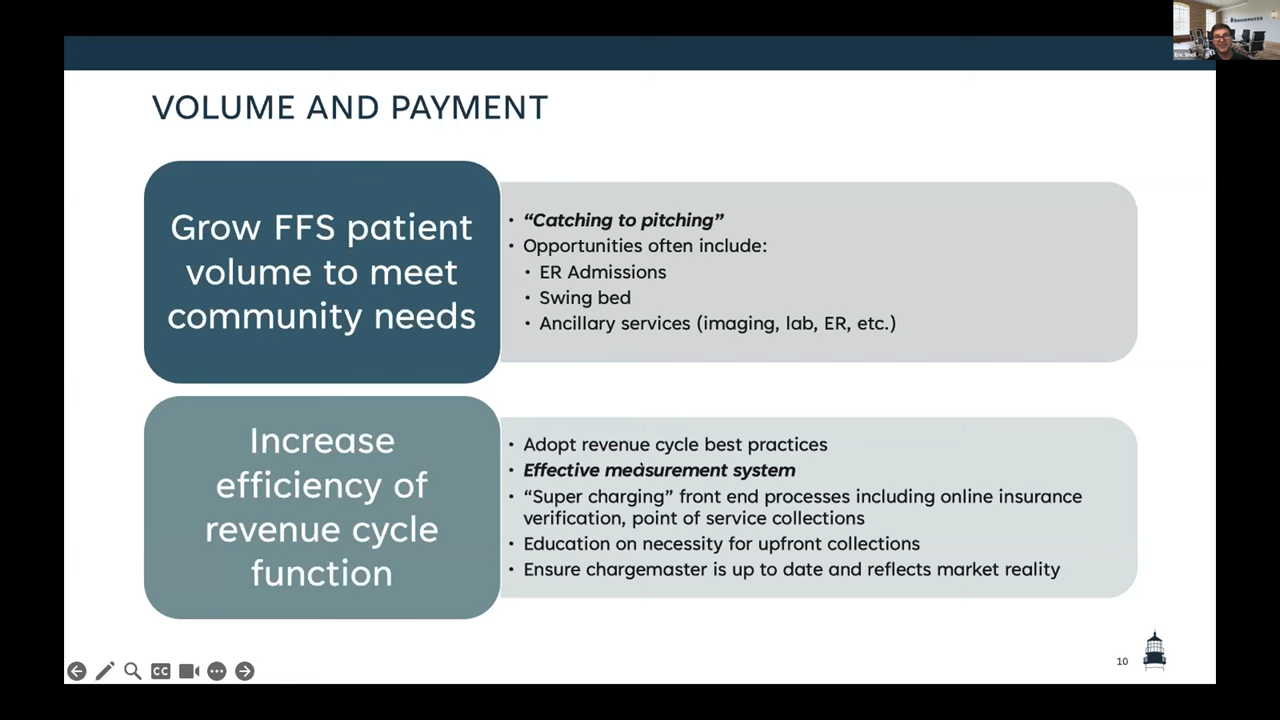 VOLUME AND PAYMENT
Grow FFS patient
volume to meet
community needs
• “Catching to pitching”
• Opportunities often include:
• ER Admissions
• Swing bed
• Ancillary services (imaging, lab, ER, etc.)
Increase
efficiency of
revenue cycle
function
• Adopt revenue cycle best practices
• Effective measurement system
• “Super charging” front end processes including online insurance
verification, point of service collections
• Education on necessity for upfront collections
• Ensure chargemaster is up to date and reflects market reality
10
CC